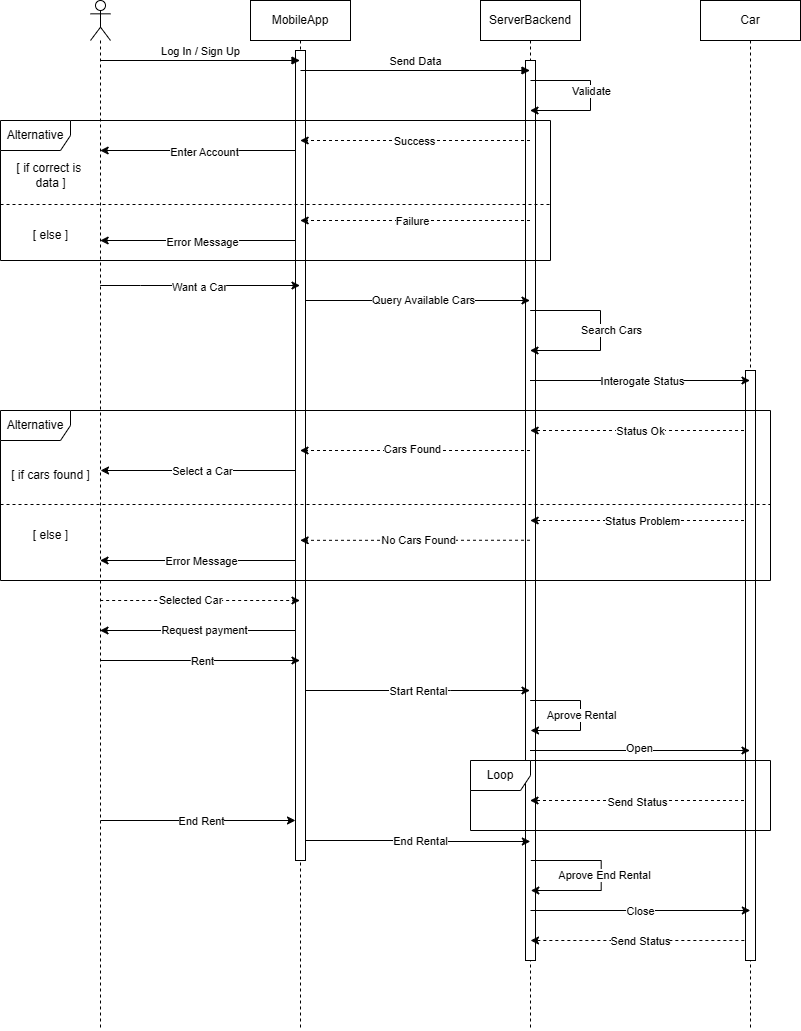 MobileApp
ServerBackend
Car
Log In / Sign Up
Send Data
Validate
Alternative
Success
Enter Account
[ if correct is
data ]
Failure
[ else ]
Error Message
Want a Car
Query Available Cars
Search Cars
Interogate Status
Alternative
Status Ok
Cars Found
Select a Car
[ if cars found ]
Status Problem
[ else ]
No Cars Found
Error Message
Selected Car
Request payment
Rent
Start Rental
Aprove Rental
Open
Loop
Send Status
End Rent
End Rental
Aprove End Rental
Close
Send Status